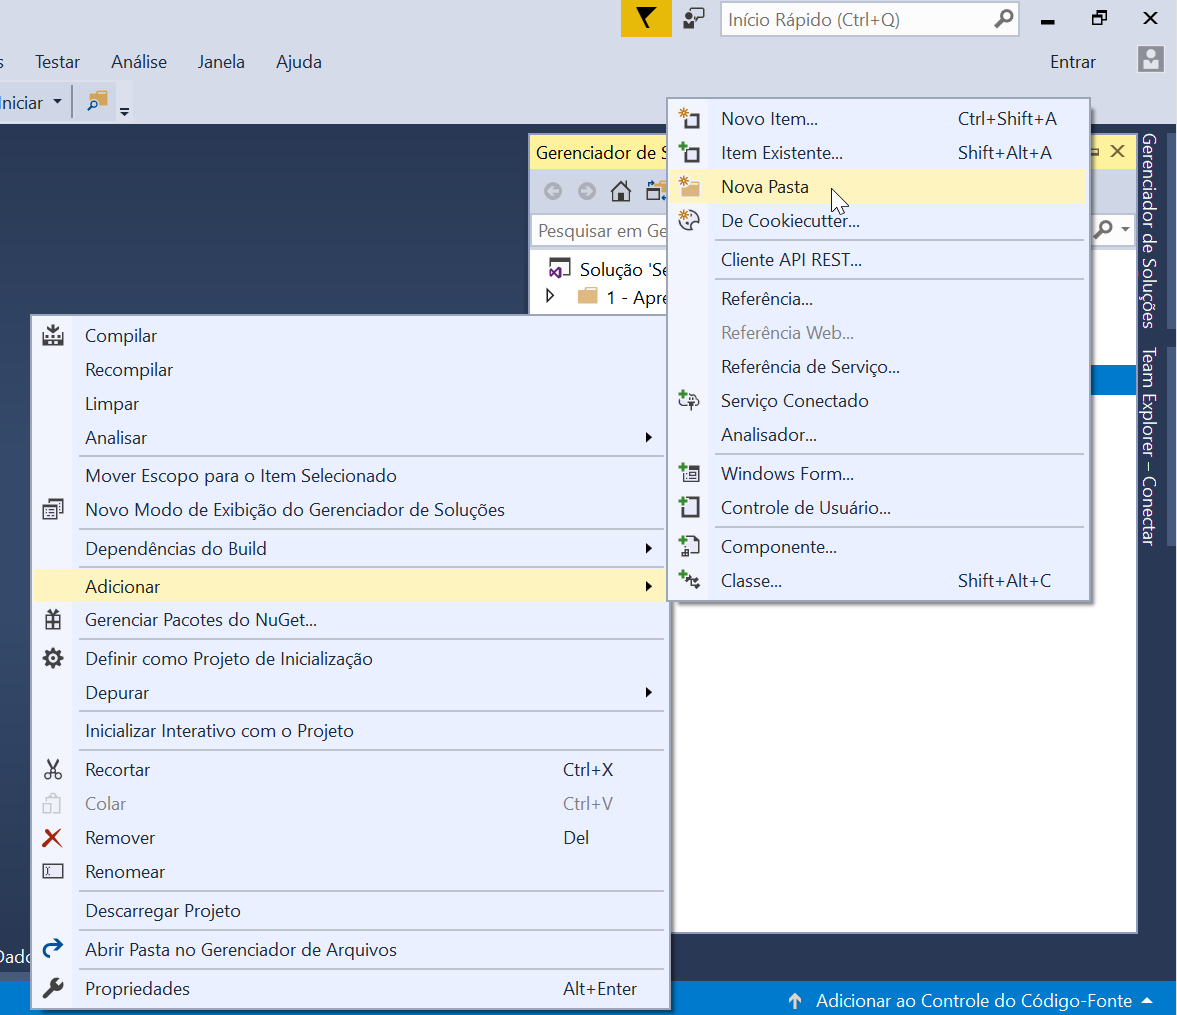 Início Rápido (Ctrl+Q)
Testar Análise Janela Ajuda Entrar
Iniciar
Gerenciador de S
Pesquisar em Ge
Solução 'Se
1 - Apre
Novo Item... Ctrl+Shift+A
Item Existente... Shift+Alt+A
Nova Pasta
De Cookiecutter...
Cliente API REST...
Referência...
Referência Web...
Referência de Serviço...
Serviço Conectado
Analisador...
Windows Form...
Controle de Usuário...
Componente...
Classe... Shift+Alt+C
Gerenciador de Soluções
Team Explorer – Conectar
Compilar
Recompilar
Limpar
Analisar
Mover Escopo para o Item Selecionado
Novo Modo de Exibição do Gerenciador de Soluções
Dependências do Build
Adicionar
Gerenciar Pacotes do NuGet...
Definir como Projeto de Inicialização
Depurar
Inicializar Interativo com o Projeto
Recortar Ctrl+X
Colar Ctrl+V
Remover Del
Renomear
Descarregar Projeto
Abrir Pasta no Gerenciador de Arquivos
Propriedades Alt+Enter
Dado
Adicionar ao Controle do Código-Fonte